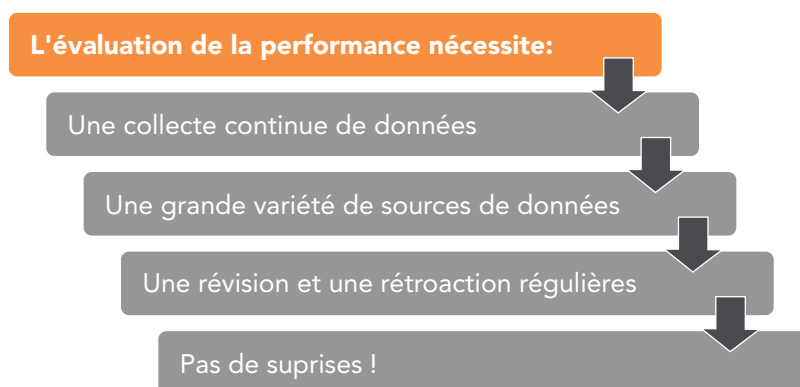 L'évaluation de la performance nécessite:
Une collecte continue de données
Une grande variété de sources de données
Une révision et une rétroaction régulières
Pas de suprises !